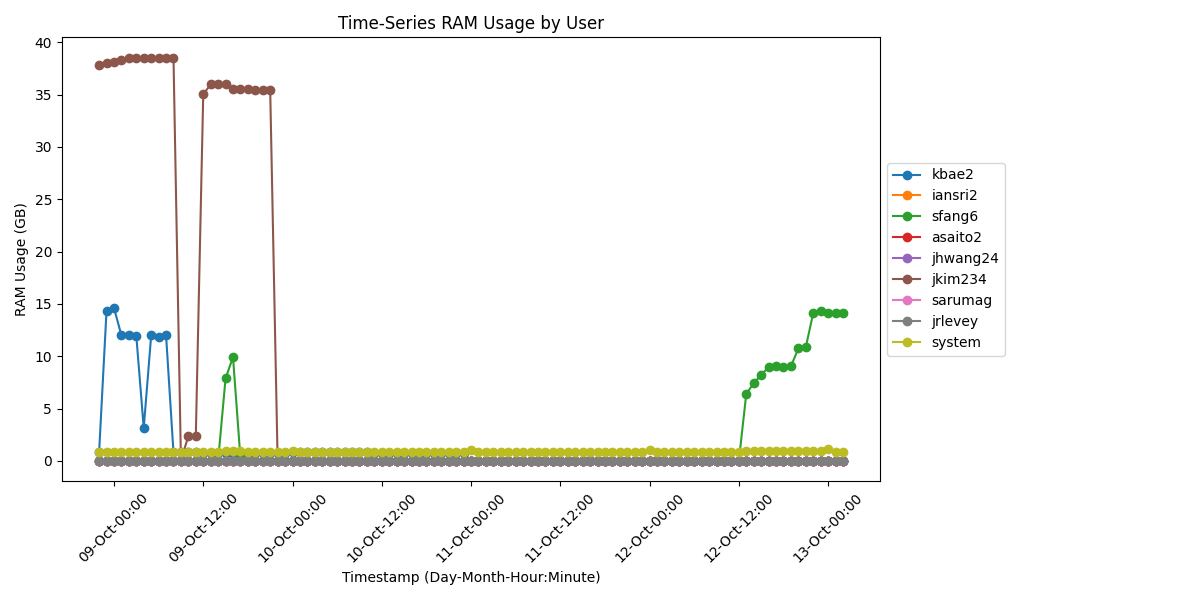 Time-Series RAM Usage by User
RAM Usage (GB)
40
35
30
25
20
15
10
5
0
09-Oct-00:00
09-Oct-12:00
10-Oct-00:00
10-Oct-12:00
11-Oct-00:00
11-Oct-12:00
12-Oct-00:00
12-Oct-12:00
13-Oct-00:00
Timestamp (Day-Month-Hour:Minute)
kbae2
iansri2
sfang6
asaito2
jhwang24
jkim234
sarumag
jrlevey
system